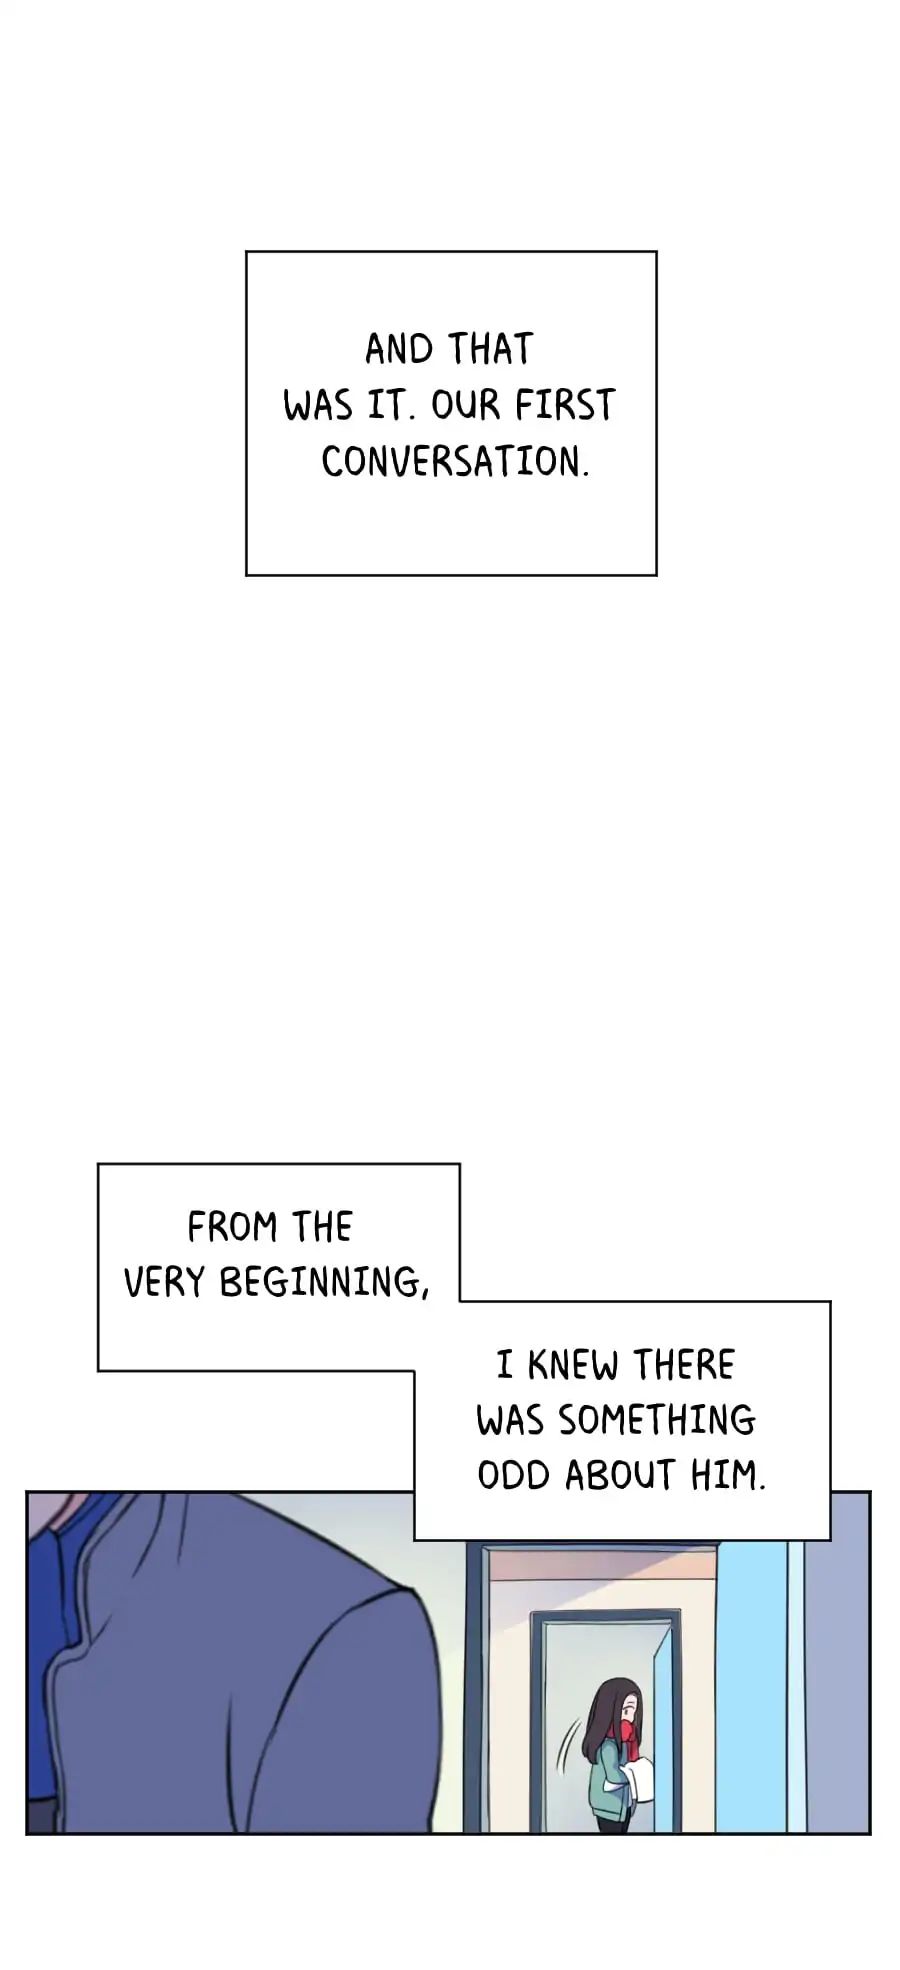 AND THAT
WAS IT. OUR FIRST
CONVERSATION.
FROM THE
VERY BEGINNING,
I KNEW THERE
WAS SOMETHING
ODD ABOUT HIM.